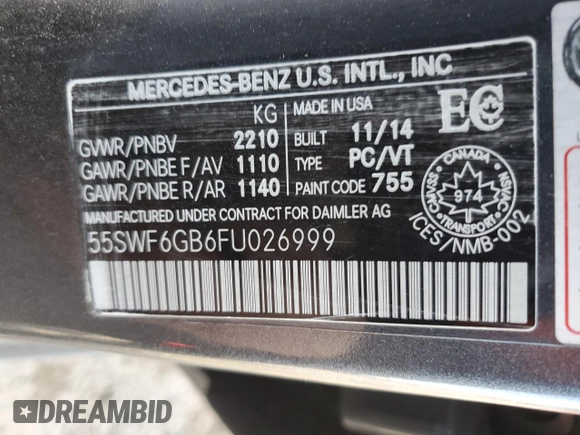 MERCEDES-BENZ U.S. INTL., INC
KG
MADE IN USA
EC
GVWR/PNBV 2210
BUILT 11/14
GAWR/PNBE F/AV 1110
TYPE PC/VT
GAWR/PNBE R/AR 1140
PAINT CODE 755
MANUFACTURED UNDER CONTRACT FOR DAIMLER AG
CANADA
974
TRANSPORT
ICES/NMB-002
55SWF6GB6FU026999
DREAMBID